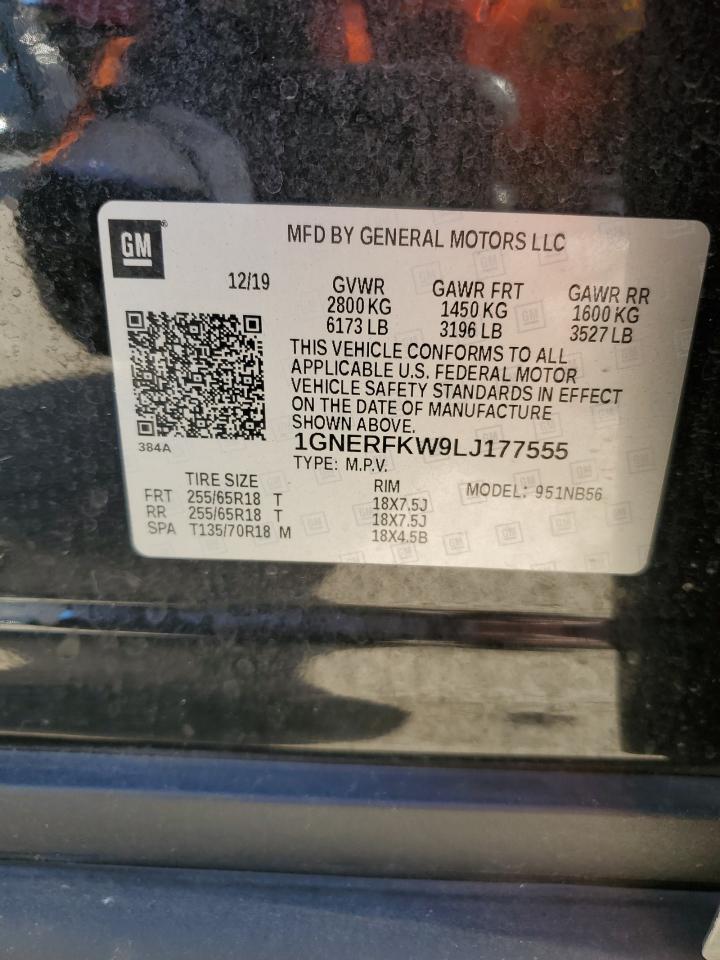 GM®
MFD BY GENERAL MOTORS LLC
12/19
GVWR
2800 KG
6173 LB
GAWR FRT
1450 KG
3196 LB
GAWR RR
1600 KG
3527 LB
THIS VEHICLE CONFORMS TO ALL
APPLICABLE U.S. FEDERAL MOTOR
VEHICLE SAFETY STANDARDS IN EFFECT
ON THE DATE OF MANUFACTURE
SHOWN ABOVE.
384A
1GNERFKW9LJ177555
TYPE: M.P.V.
TIRE SIZE RIM MODEL: 951NB56
FRT 255/65R18 T 18X7.5J
RR 255/65R18 T 18X7.5J
SPA T135/70R18 M 18X4.5B